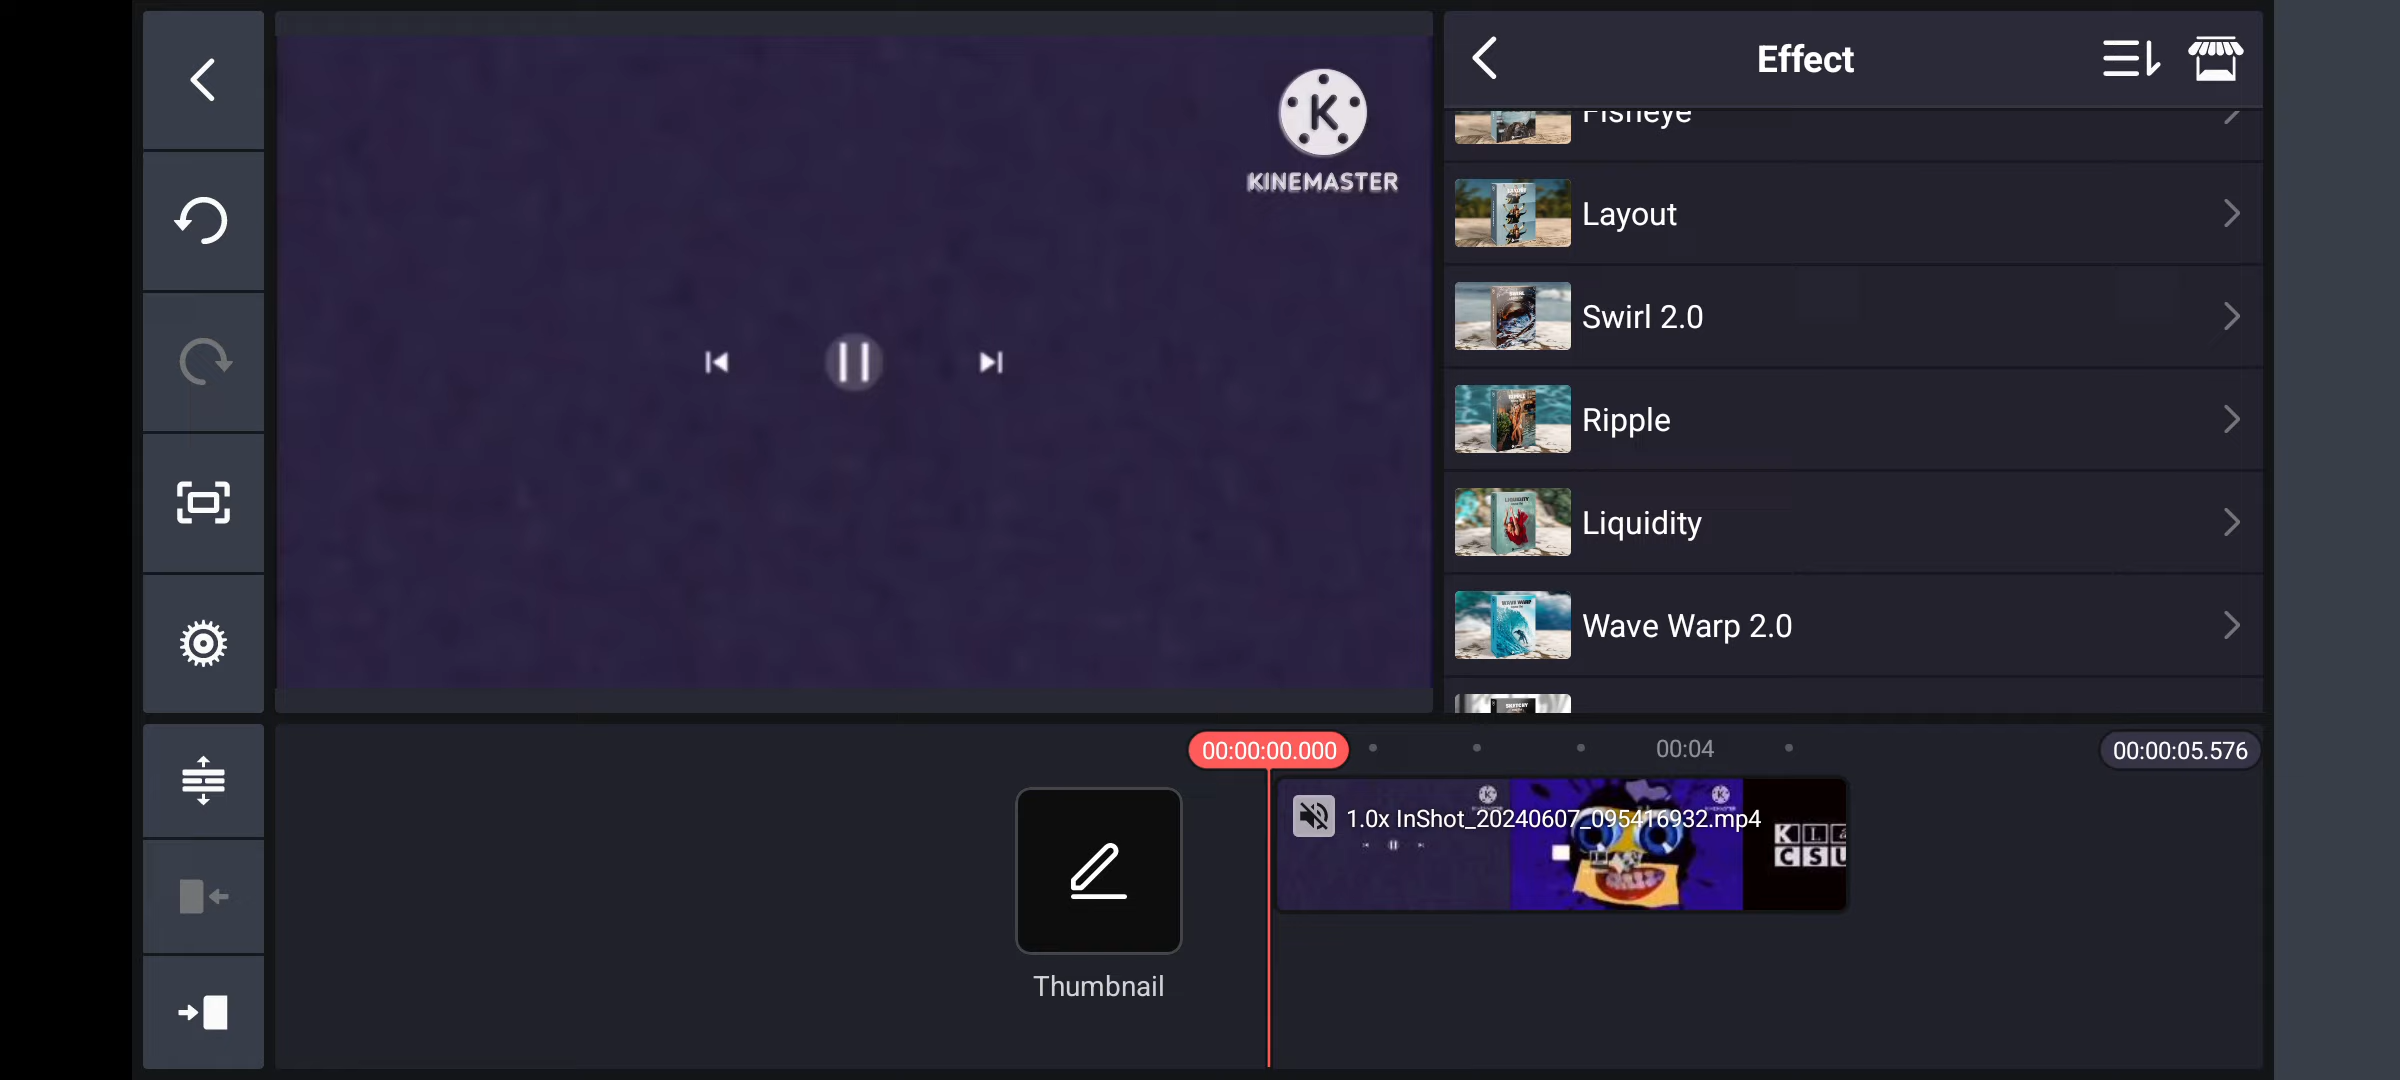 Effect
K
KINEMASTER
Fisheye
Layout
Swirl 2.0
Ripple
Liquidity
Wave Warp 2.0
00:00:00.000
00:04
00:00:05.576
1.0x InShot_20240607_095416932.mp4
Thumbnail